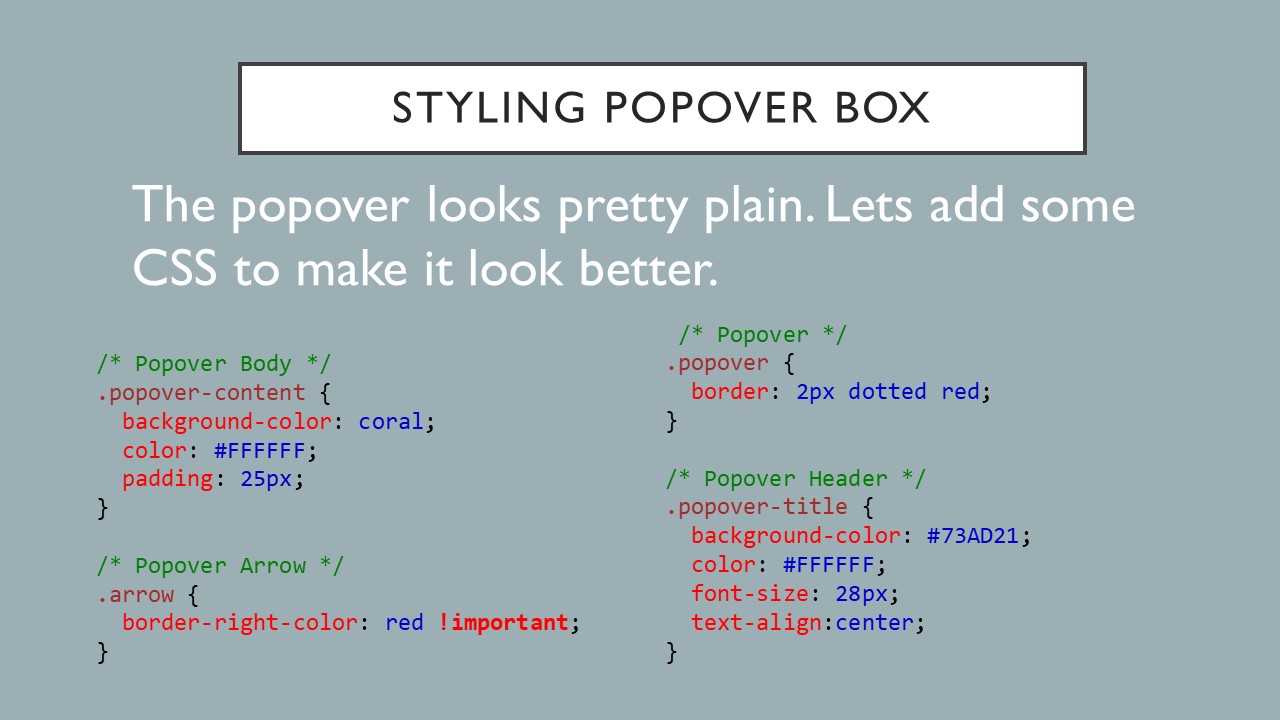 STYLING POPOVER BOX
The popover looks pretty plain. Lets add some
CSS to make it look better.
/* Popover Body */
.popover-content {
  background-color: coral;
  color: #FFFFFF;
  padding: 25px;
}

/* Popover Arrow */
.arrow {
  border-right-color: red !important;
}
 /* Popover */
.popover {
  border: 2px dotted red;
}

/* Popover Header */
.popover-title {
  background-color: #73AD21;
  color: #FFFFFF;
  font-size: 28px;
  text-align:center;
}